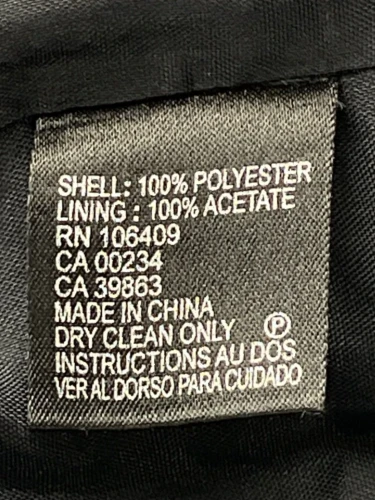 SHELL: 100% POLYESTER
LINING : 100% ACETATE
RN 106409
CA 00234
CA 39863
MADE IN CHINA
DRY CLEAN ONLY Ⓟ
INSTRUCTIONS AU DOS
VER AL DORSO PARA CUIDADO